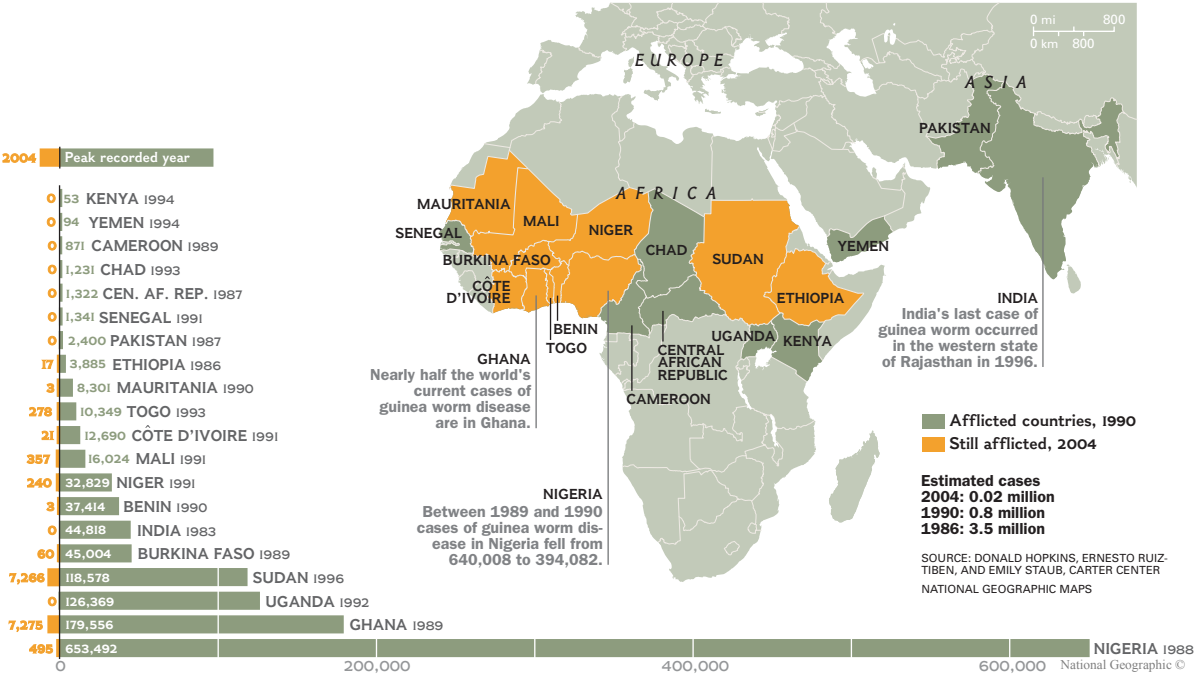 2004 Peak recorded year
0 53 KENYA 1994
0 94 YEMEN 1994
0 871 CAMEROON 1989
0 1,231 CHAD 1993
0 1,322 CEN. AF. REP. 1987
0 1,341 SENEGAL 1991
0 2,400 PAKISTAN 1987
17 3,885 ETHIOPIA 1986
3 8,301 MAURITANIA 1990
278 10,349 TOGO 1993
21 12,690 CÔTE D'IVOIRE 1991
357 16,024 MALI 1991
240 32,829 NIGER 1991
3 37,414 BENIN 1990
0 44,818 INDIA 1983
60 45,004 BURKINA FASO 1989
7,266 118,578 SUDAN 1996
0 126,369 UGANDA 1992
7,275 179,556 GHANA 1989
495 653,492 NIGERIA 1988
0 200,000 400,000 600,000
National Geographic ©
0 mi 800
0 km 800
EUROPE
ASIA
AFRICA
PAKISTAN
MAURITANIA
MALI
NIGER
SENEGAL
CHAD
SUDAN
YEMEN
BURKINA FASO
CÔTE
D'IVOIRE
ETHIOPIA
BENIN
TOGO
UGANDA
KENYA
CENTRAL
AFRICAN
REPUBLIC
CAMEROON
GHANA
Nearly half the world's
current cases of
guinea worm disease
are in Ghana.
NIGERIA
Between 1989 and 1990
cases of guinea worm dis-
ease in Nigeria fell from
640,008 to 394,082.
INDIA
India's last case of
guinea worm occurred
in the western state
of Rajasthan in 1996.
Afflicted countries, 1990
Still afflicted, 2004
Estimated cases
2004: 0.02 million
1990: 0.8 million
1986: 3.5 million
SOURCE: DONALD HOPKINS, ERNESTO RUIZ-
TIBEN, AND EMILY STAUB, CARTER CENTER
NATIONAL GEOGRAPHIC MAPS